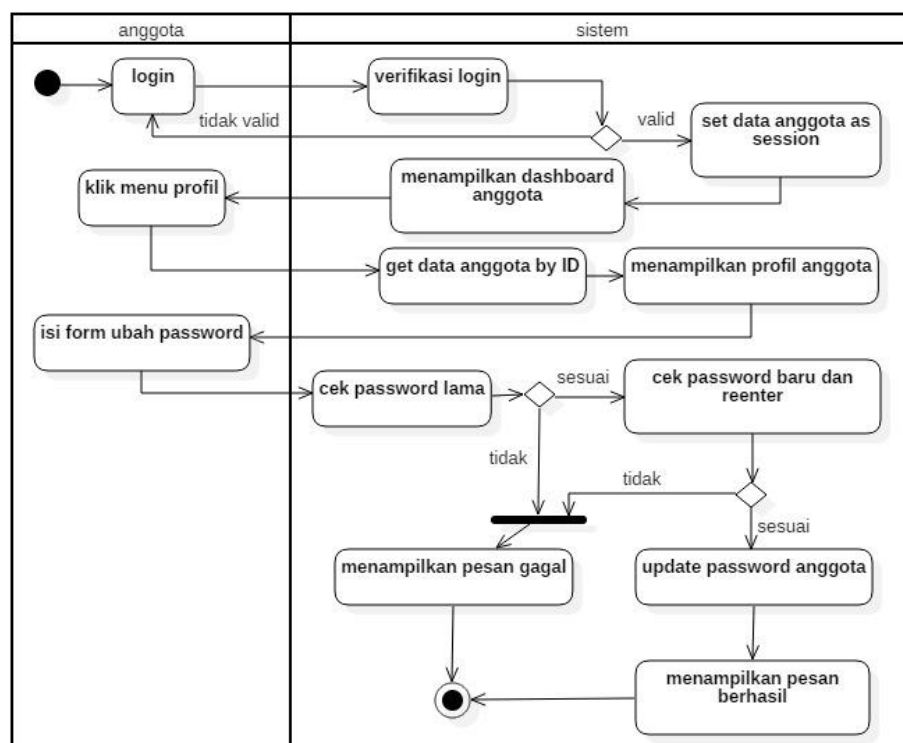 anggota
sistem
login
verifikasi login
tidak valid
valid
set data anggota as
session
klik menu profil
menampilkan dashboard
anggota
get data anggota by ID
menampilkan profil anggota
isi form ubah password
cek password lama
sesuai
cek password baru dan
reenter
tidak
tidak
sesuai
menampilkan pesan gagal
update password anggota
menampilkan pesan
berhasil